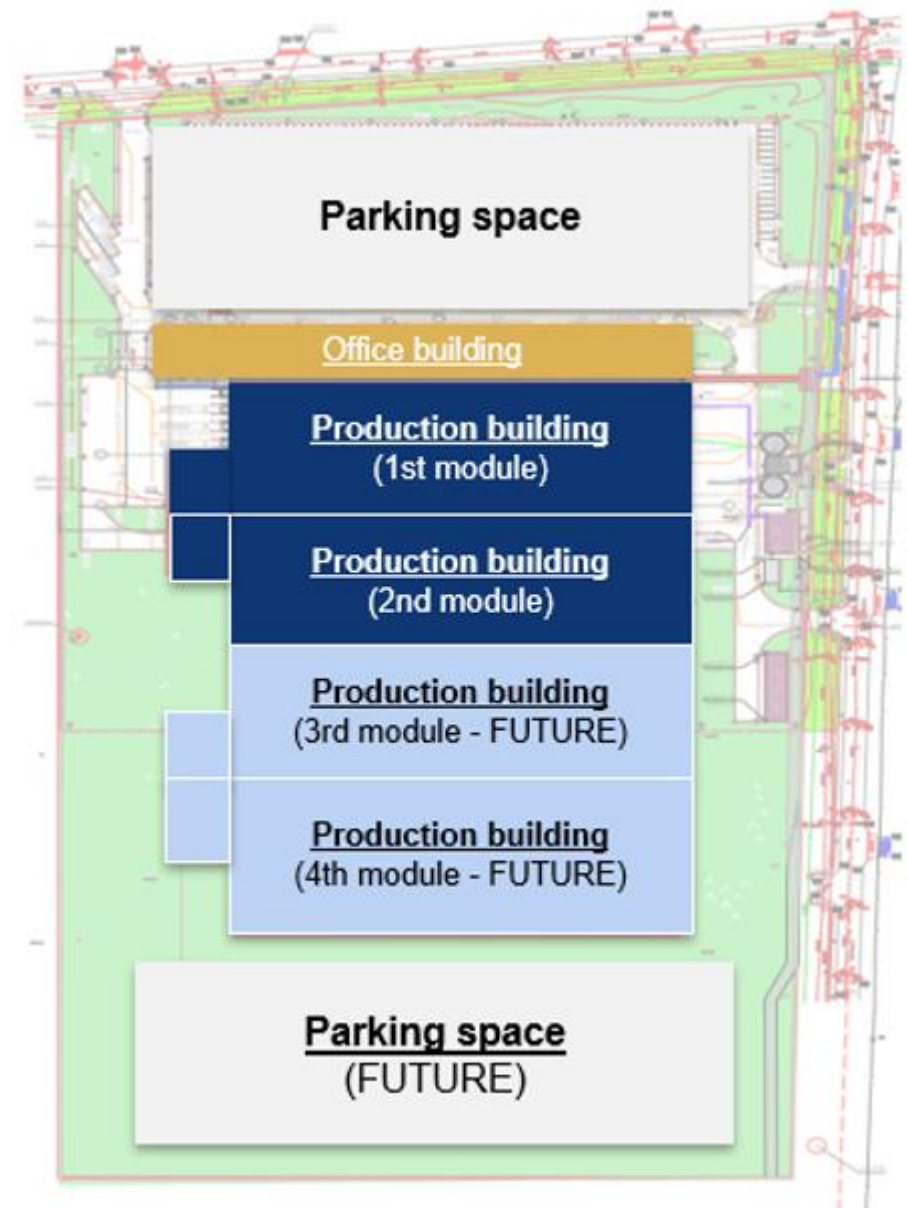 Parking space
Office building
Production building
(1st module)
Production building
(2nd module)
Production building
(3rd module - FUTURE)
Production building
(4th module - FUTURE)
Parking space
(FUTURE)